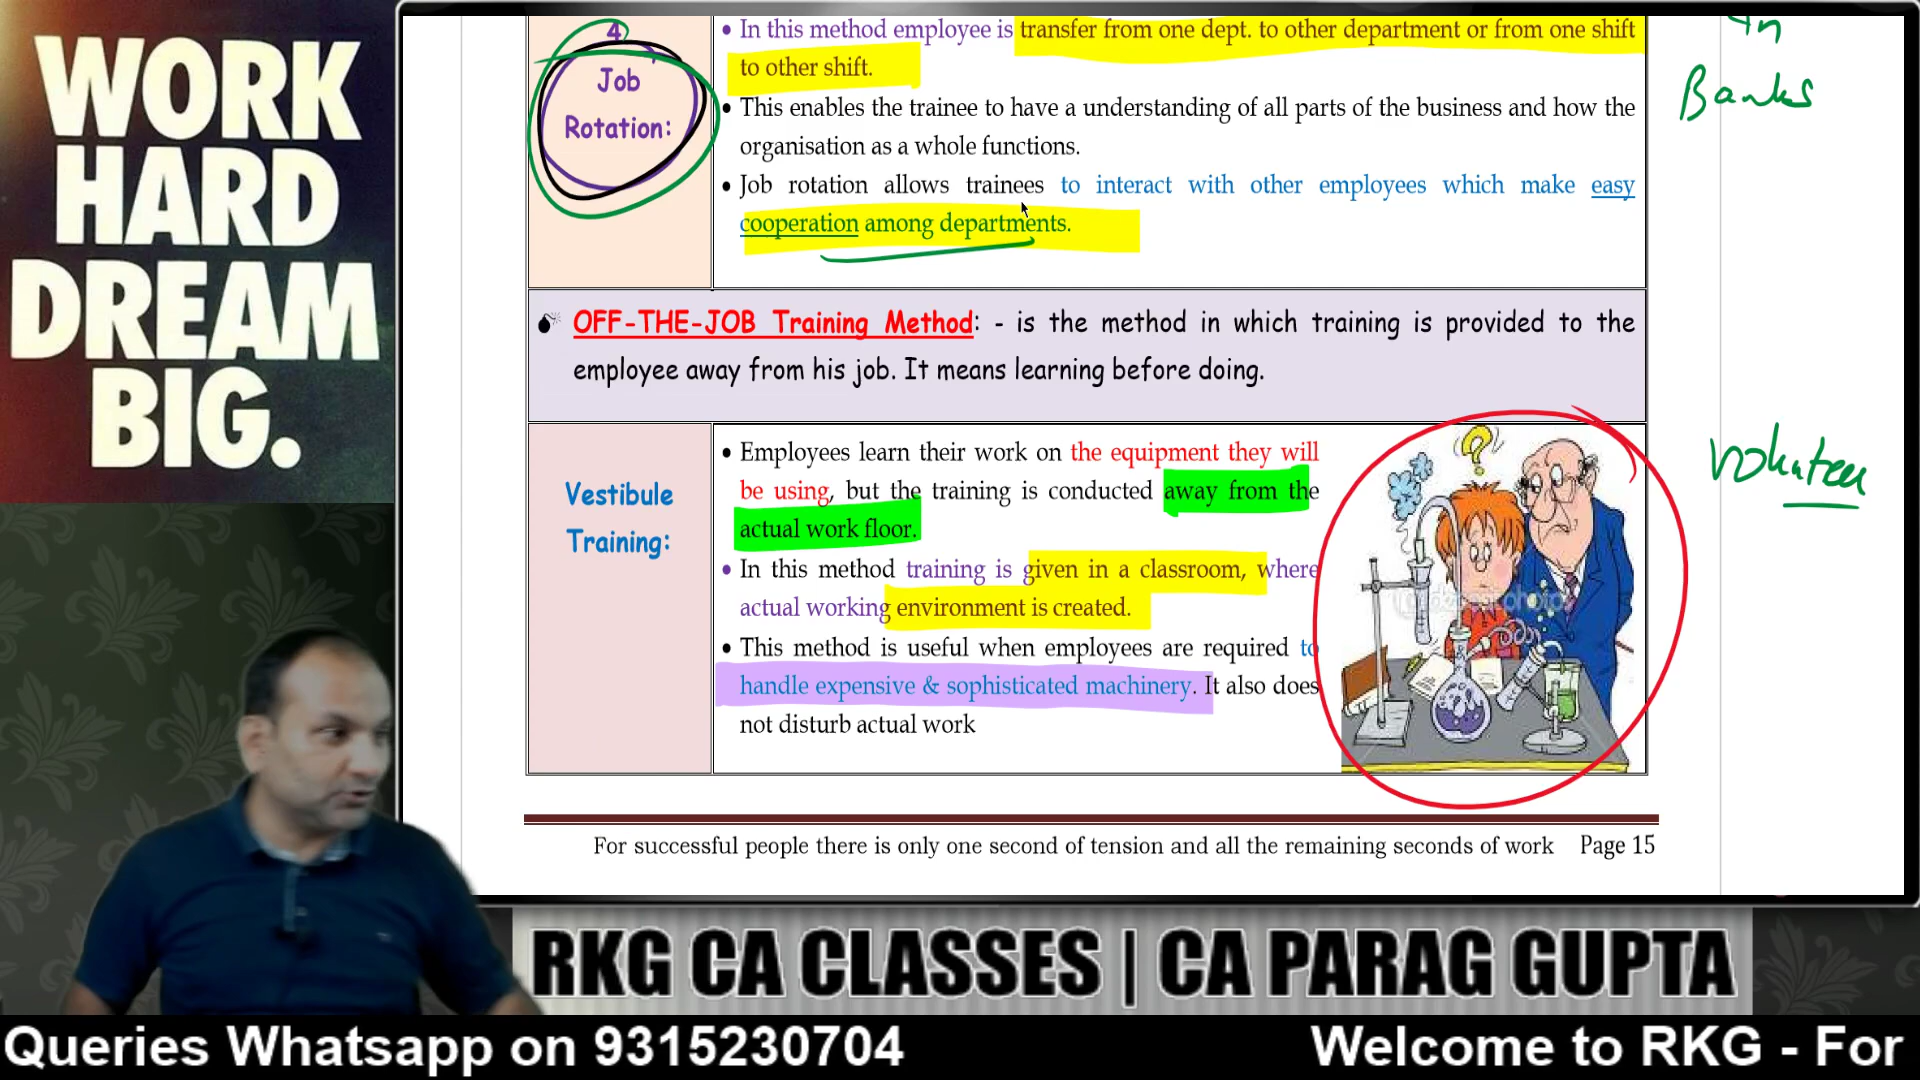 WORK
HARD
DREAM
BIG.
4
Job
Rotation:
• In this method employee is transfer from one dept. to other department or from one shift
to other shift.
• This enables the trainee to have a understanding of all parts of the business and how the
organisation as a whole functions.
• Job rotation allows trainees to interact with other employees which make easy
cooperation among departments.
In
Banks
OFF-THE-JOB Training Method: - is the method in which training is provided to the
employee away from his job. It means learning before doing.
Vestibule
Training:
• Employees learn their work on the equipment they will
be using, but the training is conducted away from the
actual work floor.
• In this method training is given in a classroom, where
actual working environment is created.
• This method is useful when employees are required to
handle expensive & sophisticated machinery. It also does
not disturb actual work
For successful people there is only one second of tension and all the remaining seconds of work Page 15
RKG CA CLASSES | CA PARAG GUPTA
Queries Whatsapp on 9315230704
Welcome to RKG - For